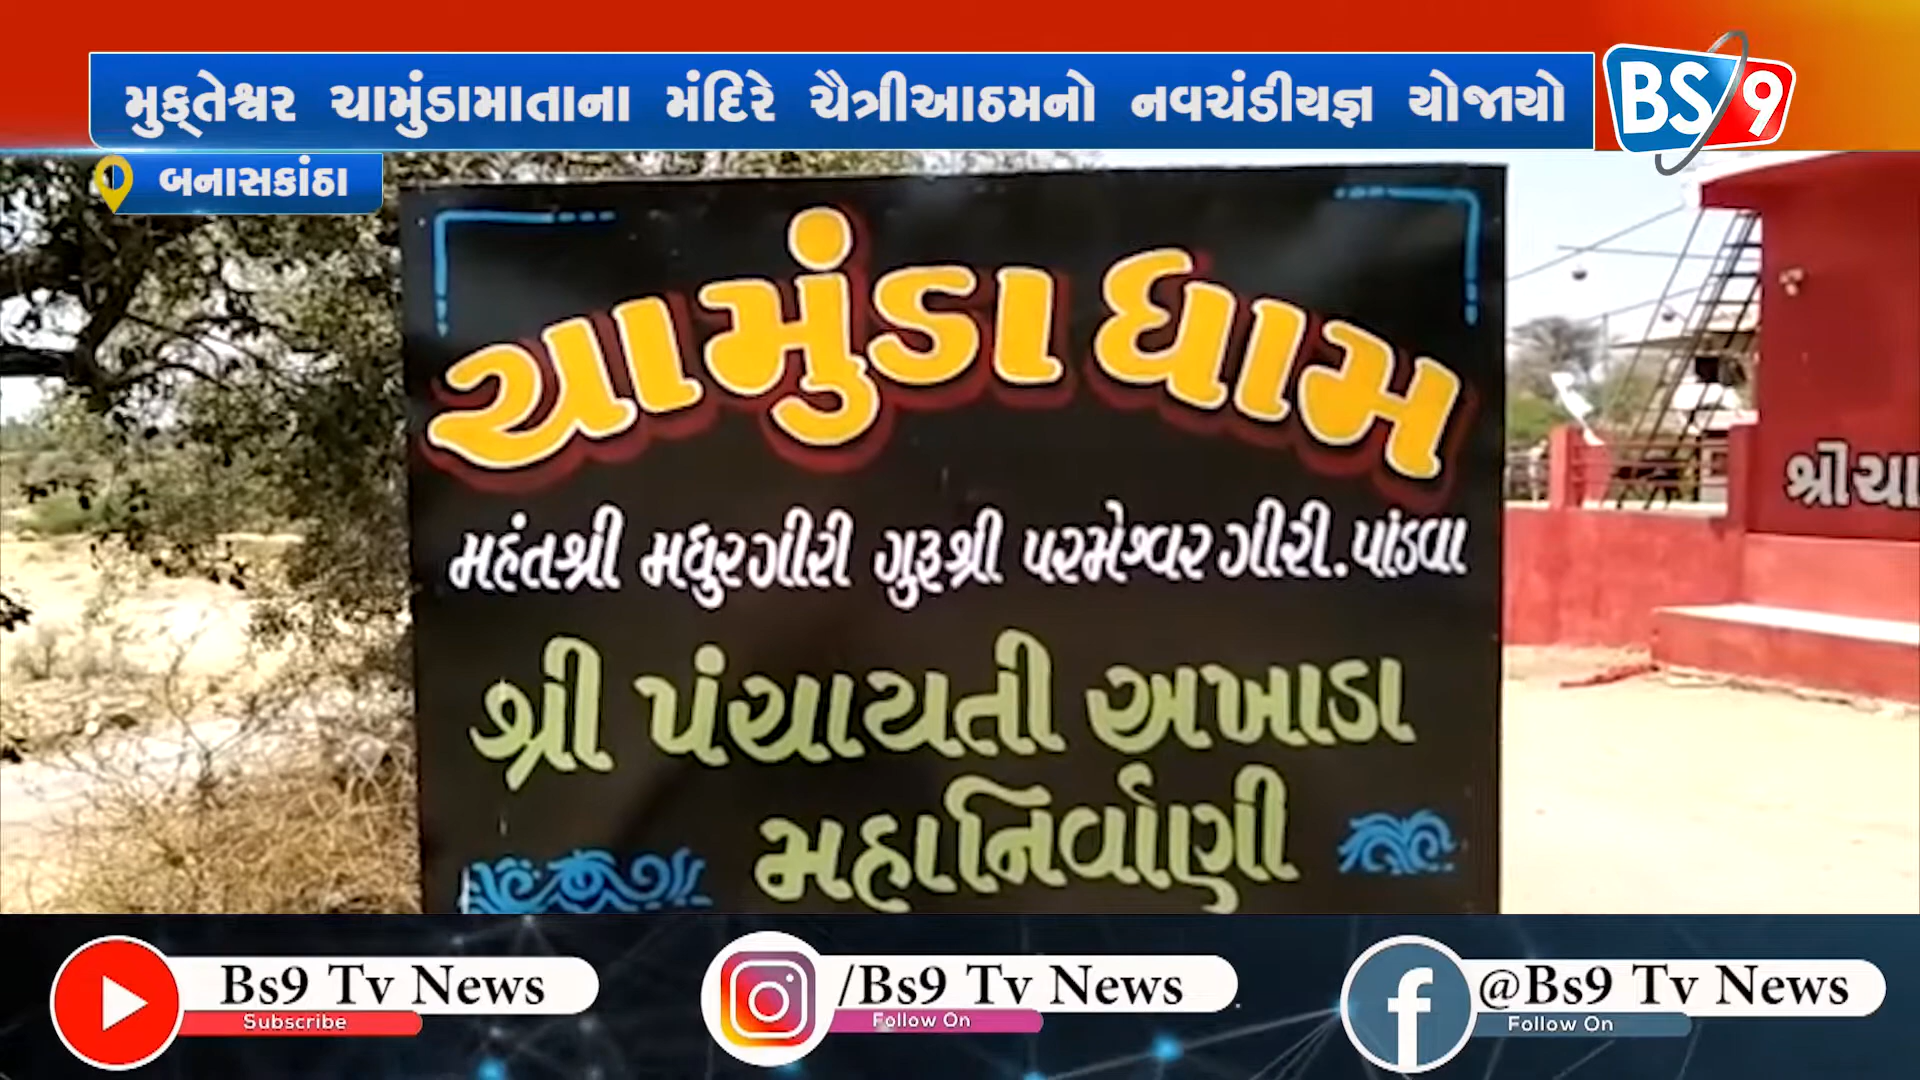 મુક્તેશ્વર ચામુંડામાતાના મંદિરે ચૈત્રીઆઠમનો નવચંડીયજ્ઞ યોજાયો
BS9
બનાસકાંઠા
ચામુંડા ધામ
મહંતશ્રી મધુરગીરી ગુરૂશ્રી પરમેશ્વરગીરી.પાંડવા
શ્રી પંચાયતી અખાડા
મહાનિર્વાણી
શ્રી ચા
Bs9 Tv News
Subscribe
/Bs9 Tv News
Follow On
@Bs9 Tv News
Follow On